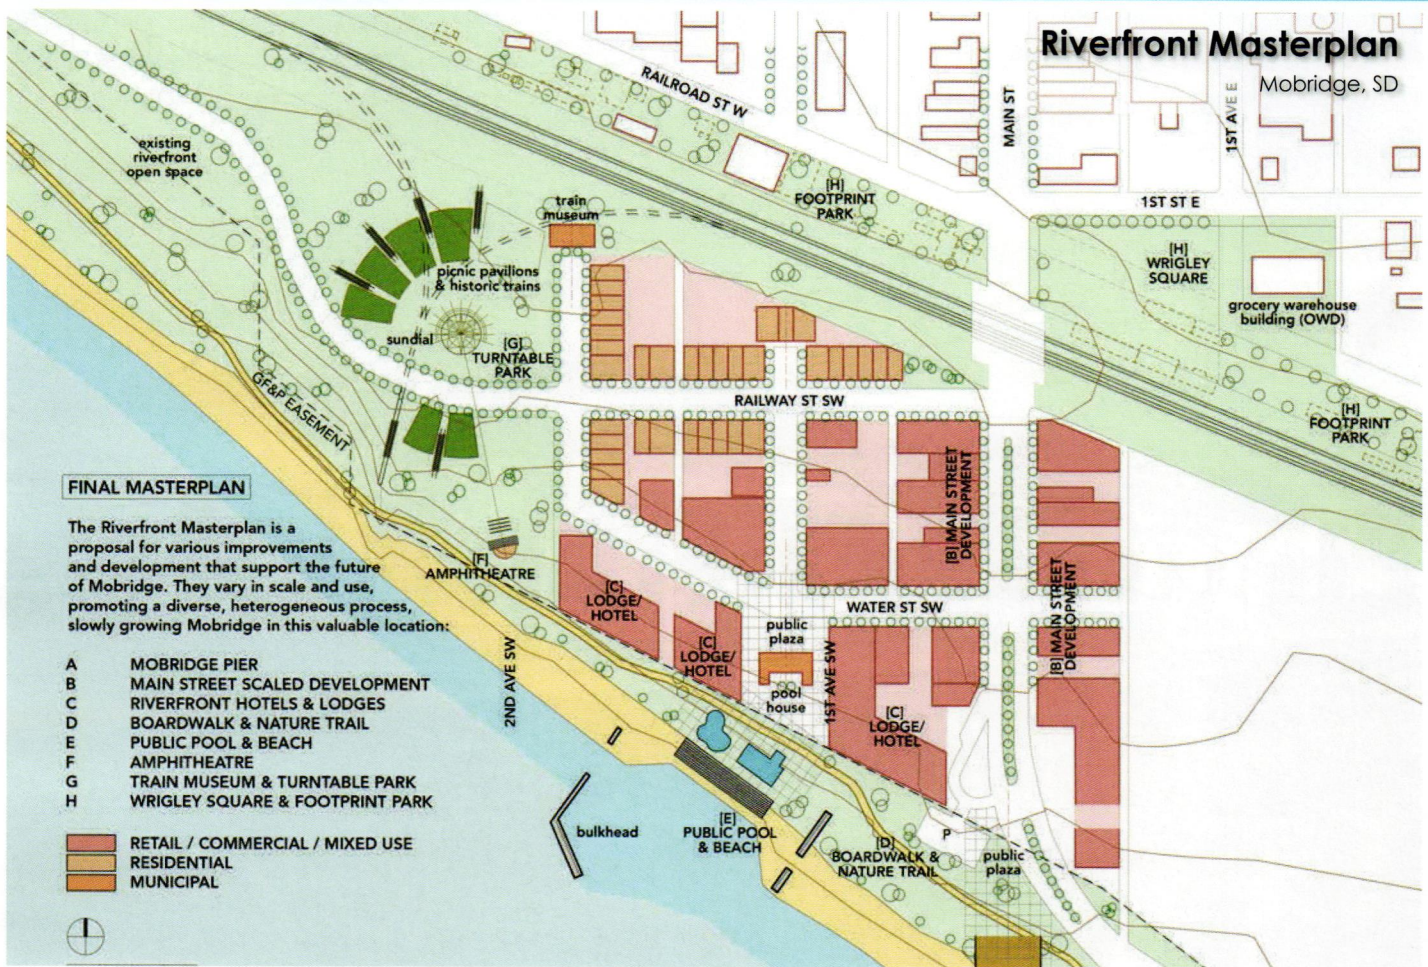 Riverfront Masterplan
Mobridge, SD
RAILROAD ST W
MAIN ST
1ST AVE E
existing
riverfront
open space
train
museum
[H]
FOOTPRINT
PARK
1ST ST E
[H]
WRIGLEY
SQUARE
picnic pavilions
& historic trains
grocery warehouse
building (OWD)
sundial
[G]
TURNTABLE
PARK
GF&P EASEMENT
RAILWAY ST SW
[H]
FOOTPRINT
PARK
[B] MAIN STREET
DEVELOPMENT
[F]
AMPHITHEATRE
[C]
LODGE/
HOTEL
[C]
LODGE/
HOTEL
WATER ST SW
public
plaza
pool
house
[B] MAIN STREET
DEVELOPMENT
2ND AVE SW
1ST AVE SW
[C]
LODGE/
HOTEL
bulkhead
[E]
PUBLIC POOL
& BEACH
[D]
BOARDWALK &
NATURE TRAIL
P
public
plaza
FINAL MASTERPLAN
The Riverfront Masterplan is a
proposal for various improvements
and development that support the future
of Mobridge. They vary in scale and use,
promoting a diverse, heterogeneous process,
slowly growing Mobridge in this valuable location:
A MOBRIDGE PIER
B MAIN STREET SCALED DEVELOPMENT
C RIVERFRONT HOTELS & LODGES
D BOARDWALK & NATURE TRAIL
E PUBLIC POOL & BEACH
F AMPHITHEATRE
G TRAIN MUSEUM & TURNTABLE PARK
H WRIGLEY SQUARE & FOOTPRINT PARK
RETAIL / COMMERCIAL / MIXED USE
RESIDENTIAL
MUNICIPAL